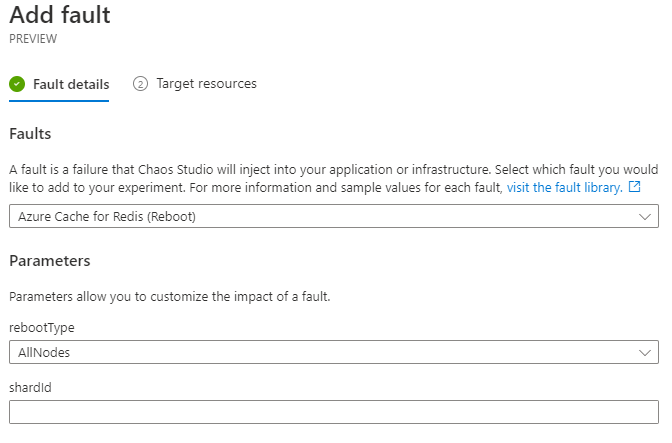 Add fault
PREVIEW
Fault details
2 Target resources
Faults
A fault is a failure that Chaos Studio will inject into your application or infrastructure. Select which fault you would
like to add to your experiment. For more information and sample values for each fault, visit the fault library.
Azure Cache for Redis (Reboot)
Parameters
Parameters allow you to customize the impact of a fault.
rebootType
AllNodes
shardId